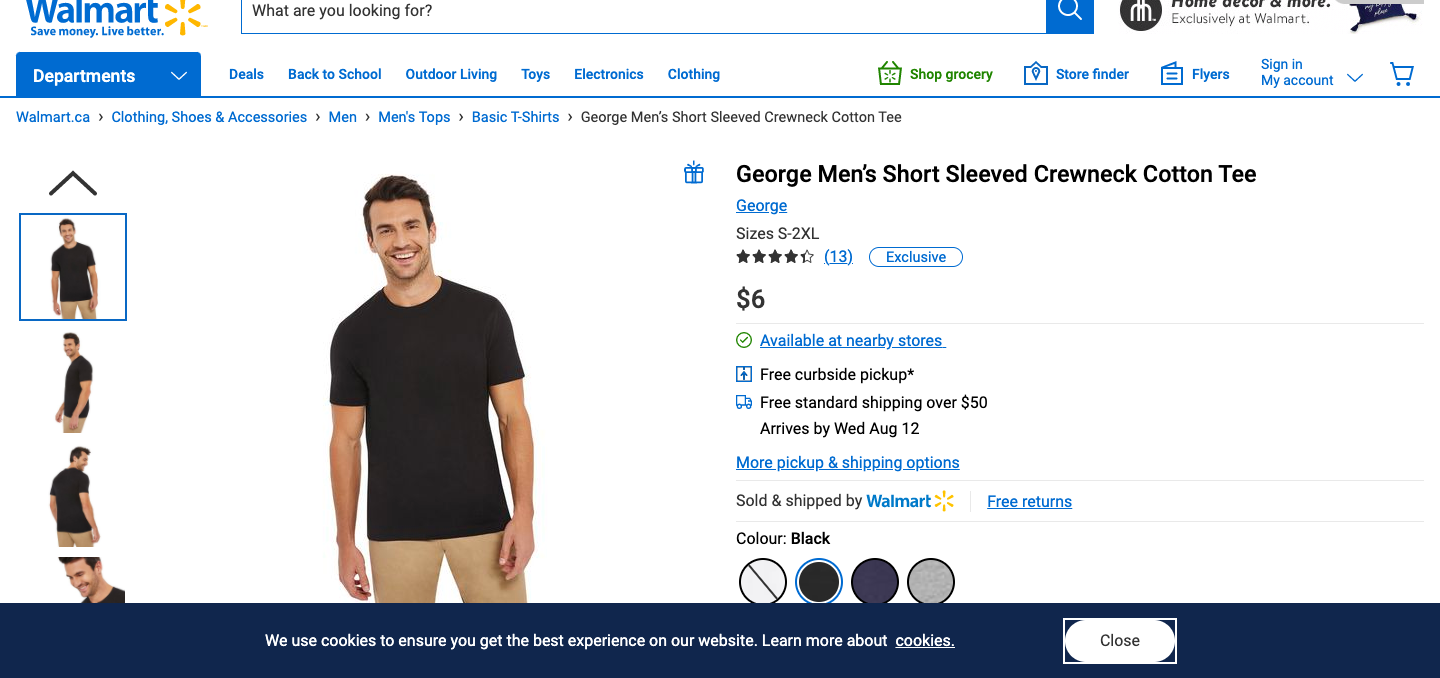 Walmart
Save money. Live better.
What are you looking for?
Home decor & more.
Exclusively at Walmart.
Departments
Deals
Back to School
Outdoor Living
Toys
Electronics
Clothing
Shop grocery
Store finder
Flyers
Sign in
My account
Walmart.ca › Clothing, Shoes & Accessories › Men › Men's Tops › Basic T-Shirts › George Men’s Short Sleeved Crewneck Cotton Tee
George Men’s Short Sleeved Crewneck Cotton Tee
George
Sizes S-2XL
(13)
Exclusive
$6
Available at nearby stores
Free curbside pickup*
Free standard shipping over $50
Arrives by Wed Aug 12
More pickup & shipping options
Sold & shipped by Walmart
Free returns
Colour: Black
We use cookies to ensure you get the best experience on our website. Learn more about cookies.
Close